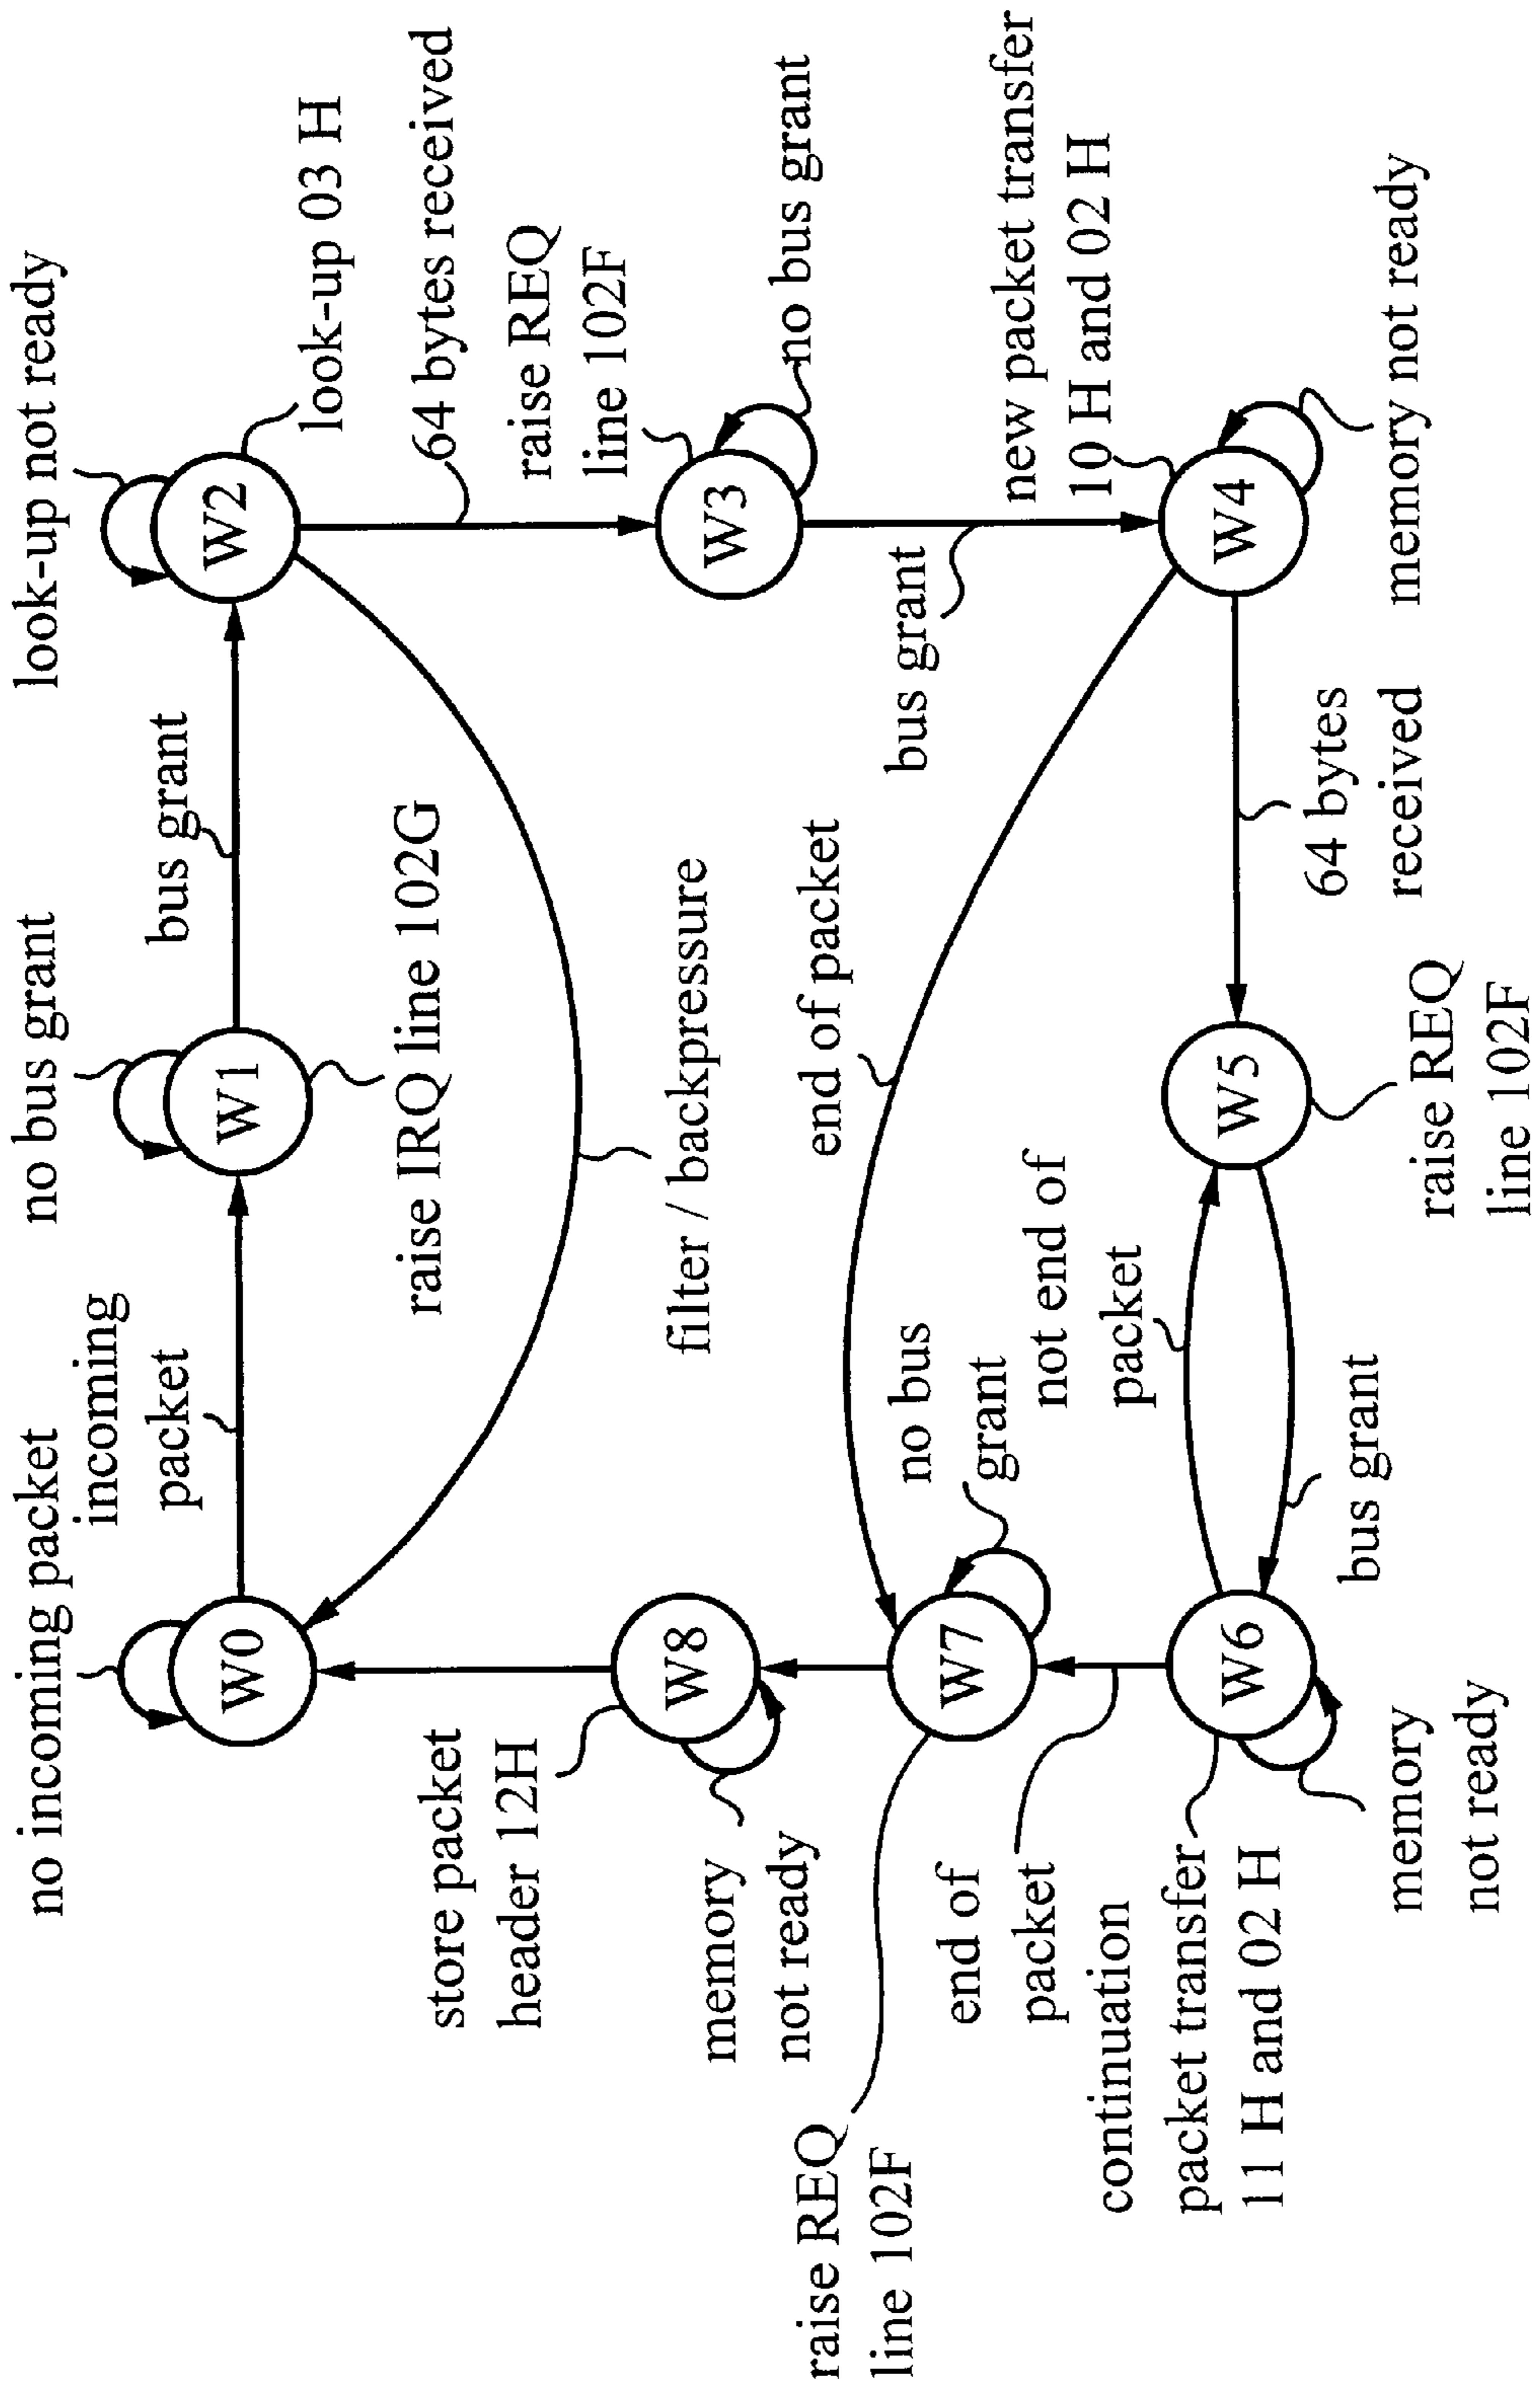 no incoming packet
W0
incoming
packet
no bus grant
W1
raise IRQ line 102G
bus grant
look-up not ready
W2
look-up 03 H
64 bytes received
filter / backpressure
raise REQ
line 102F
W3
no bus grant
bus grant
new packet transfer
10 H and 02 H
W4
memory not ready
end of packet
64 bytes
received
W5
raise REQ
line 102F
not end of
packet
bus grant
W6
memory
not ready
continuation
packet transfer
11 H and 02 H
end of
packet
W7
no bus
grant
raise REQ
line 102F
W8
memory
not ready
store packet
header 12H